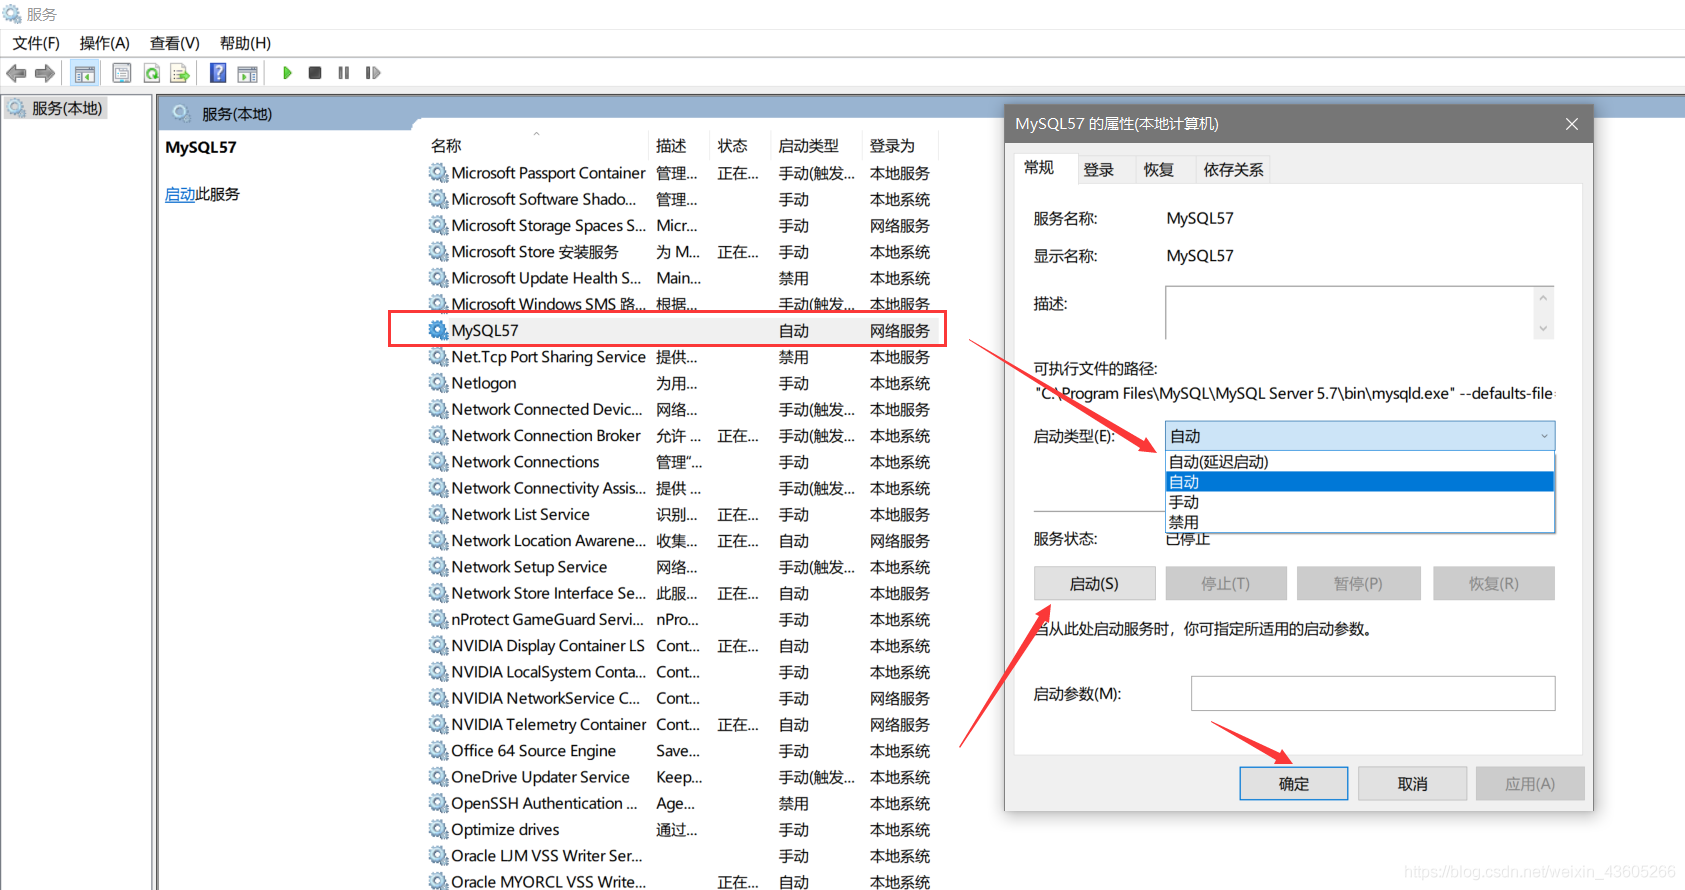 服务
文件(F) 操作(A) 查看(V) 帮助(H)
服务(本地)
服务(本地)
MySQL57
启动此服务
名称 描述 状态 启动类型 登录为
Microsoft Passport Container 管理... 正在... 手动(触发... 本地服务
Microsoft Software Shado... 管理... 手动 本地系统
Microsoft Storage Spaces S... Micr... 手动 网络服务
Microsoft Store 安装服务 为 M... 正在... 手动 本地系统
Microsoft Update Health S... Main... 禁用 本地系统
Microsoft Windows SMS 路... 根据... 手动(触发... 本地服务
MySQL57 自动 网络服务
Net.Tcp Port Sharing Service 提供... 禁用 本地服务
Netlogon 为用... 手动 本地系统
Network Connected Devic... 网络... 手动(触发... 本地服务
Network Connection Broker 允许 ... 正在... 手动(触发... 本地系统
Network Connections 管理“... 手动 本地系统
Network Connectivity Assis... 提供 ... 手动(触发... 本地系统
Network List Service 识别... 正在... 手动 本地服务
Network Location Awarene... 收集... 正在... 自动 网络服务
Network Setup Service 网络... 手动(触发... 本地系统
Network Store Interface Se... 此服... 正在... 自动 本地服务
nProtect GameGuard Servi... nPro... 手动 本地系统
NVIDIA Display Container LS Cont... 正在... 自动 本地系统
NVIDIA LocalSystem Conta... Cont... 手动 本地系统
NVIDIA NetworkService C... Cont... 手动 网络服务
NVIDIA Telemetry Container Cont... 正在... 自动 网络服务
Office 64 Source Engine Save... 手动 本地系统
OneDrive Updater Service Keep... 手动(触发... 本地系统
OpenSSH Authentication ... Age... 禁用 本地系统
Optimize drives 通过... 手动 本地系统
Oracle LJM VSS Writer Ser... 手动 本地系统
Oracle MYORCL VSS Write... 正在... 自动 本地系统
MySQL57 的属性(本地计算机)
常规 登录 恢复 依存关系
服务名称: MySQL57
显示名称: MySQL57
描述:
可执行文件的路径:
"C:\Program Files\MySQL\MySQL Server 5.7\bin\mysqld.exe" --defaults-file
启动类型(E): 自动
自动(延迟启动)
自动
手动
禁用
服务状态: 已停止
启动(S) 停止(T) 暂停(P) 恢复(R)
当从此处启动服务时，你可指定所适用的启动参数。
启动参数(M):
确定 取消 应用(A)
https://blog.csdn.net/weixin_43605266